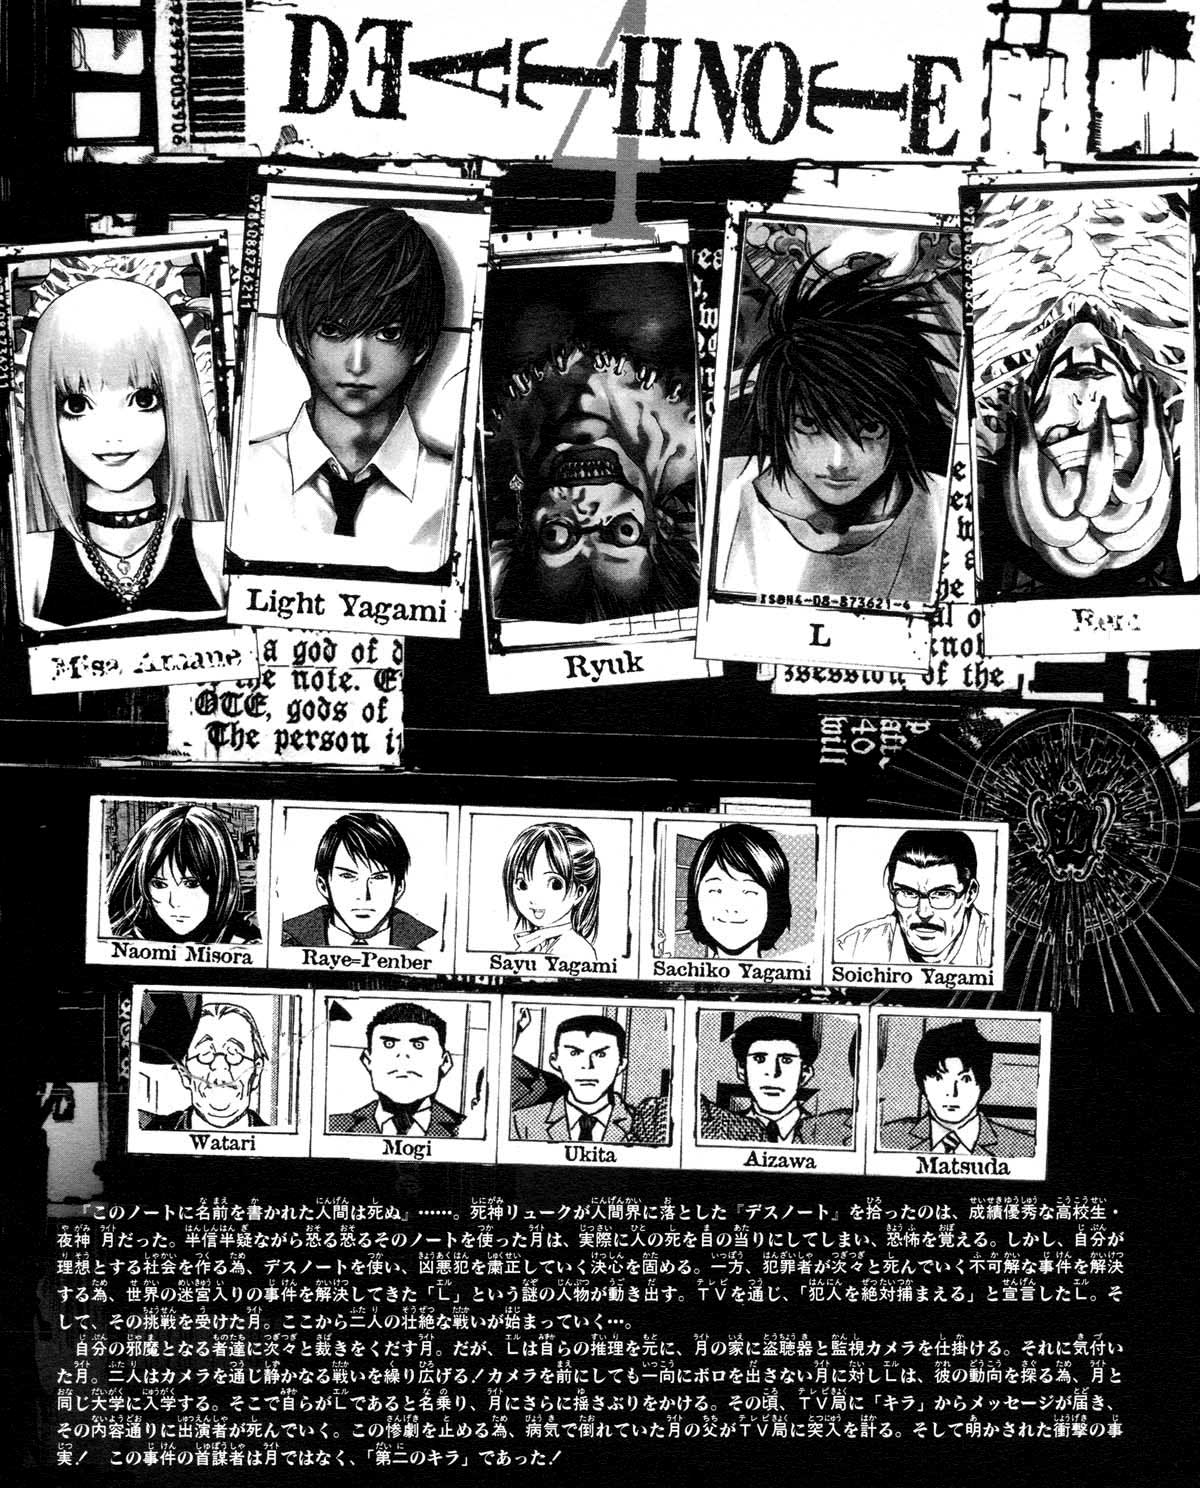 DEATH NOTE
4
9784088736211
Light Yagami
Misa Amane
Ryuk
ISBN4-08-873621-4
L
Rem
a god of d
the note. E
OTE, gods of
The person i
session of the
40
will
Naomi Misora
Raye=Penber
Sayu Yagami
Sachiko Yagami
Soichiro Yagami
Watari
Mogi
Ukita
Aizawa
Matsuda
『このノートに名前を書かれた人間は死ぬ』……。死神リュークが人間界に落とした『デスノート』を拾ったのは、成績優秀な高校生・
夜神月だった。半信半疑ながら恐る恐るそのノートを使った月は、実際に人の死を目の当りにしてしまい、恐怖を覚える。しかし、自分が
理想とする社会を作る為、デスノートを使い、凶悪犯を粛正していく決心を固める。一方、犯罪者が次々と死んでいく不可解な事件を解決
する為、世界の迷宮入りの事件を解決してきた「L」という謎の人物が動き出す。TVを通じ、「犯人を絶対捕まえる」と宣言したL。そ
して、その挑戦を受けた月。ここから二人の壮絶な戦いが始まっていく…。
自分の邪魔となる者達に次々と裁きをくだす月。だが、Lは自らの推理を元に、月の家に盗聴器と監視カメラを仕掛ける。それに気付い
た月。二人はカメラを通じ静かなる戦いを繰り広げる!カメラを前にしても一向にボロを出さない月に対しLは、彼の動向を探る為、月と
同じ大学に入学する。そこで自らがLであると名乗り、月にさらに揺さぶりをかける。その頃、TV局に「キラ」からメッセージが届き、
その内容通りに出演者が死んでいく。この惨劇を止める為、病気で倒れていた月の父がTV局に突入を計る。そして明かされた衝撃の事
実! この事件の首謀者は月ではなく、「第二のキラ」であった!